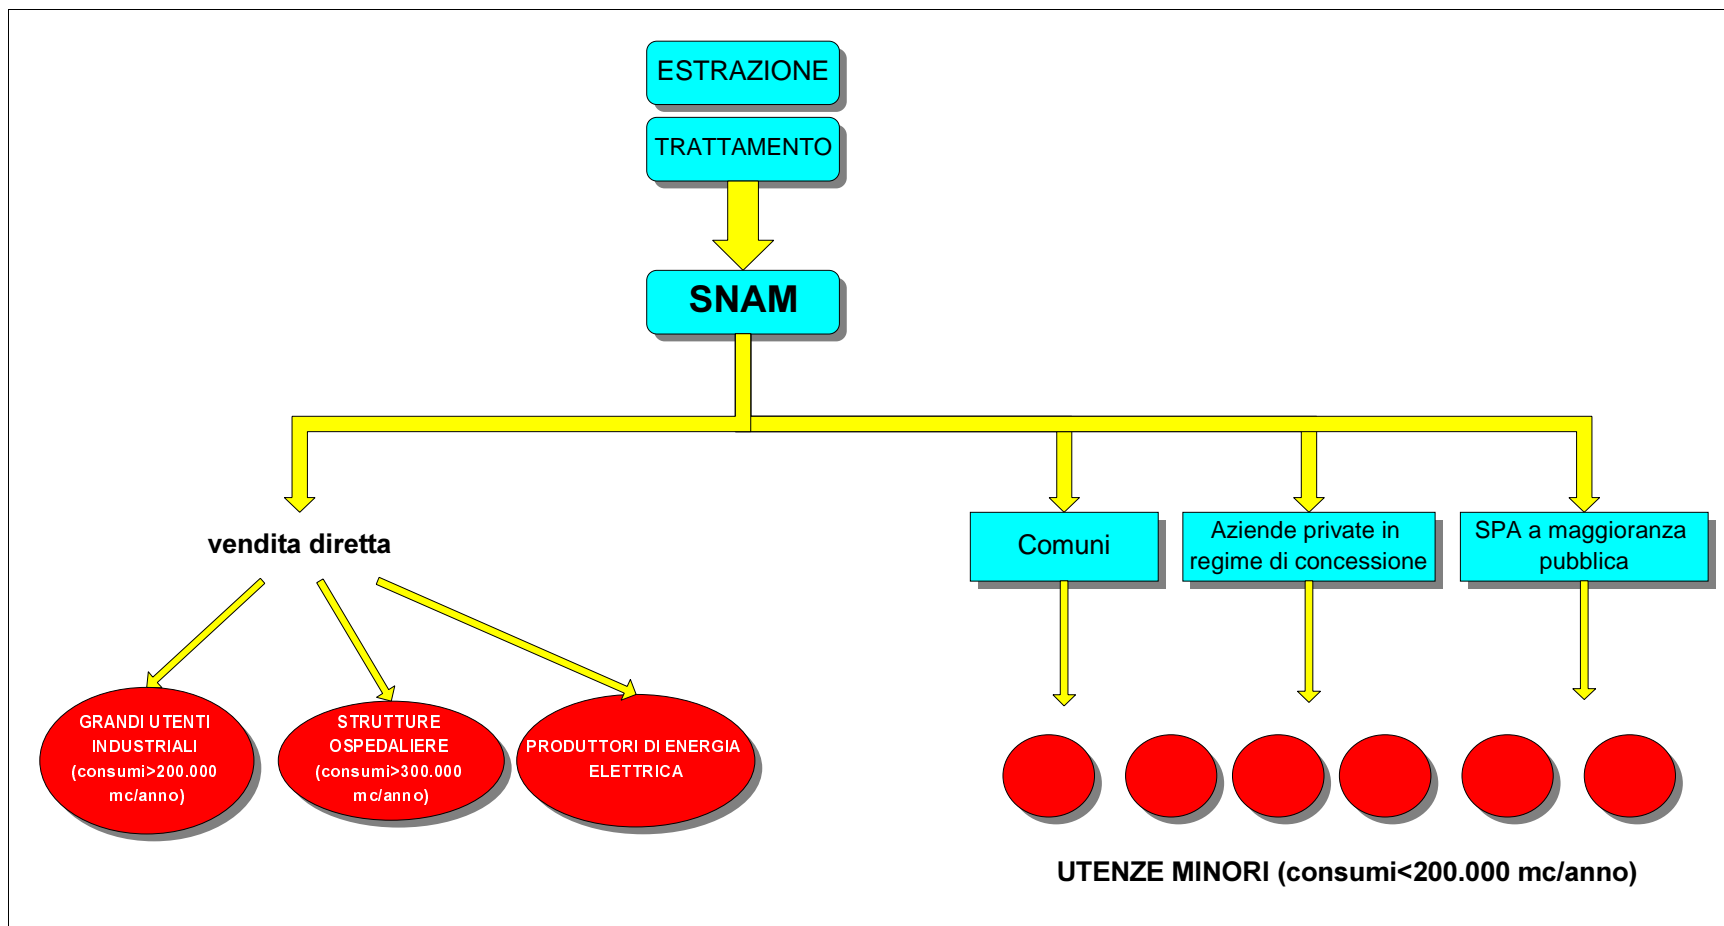 ESTRAZIONE
TRATTAMENTO
SNAM
vendita diretta
Comuni
Aziende private in
regime di concessione
SPA a maggioranza
pubblica
GRANDI UTENTI
INDUSTRIALI
(consumi>200.000
mc/anno)
STRUTTURE
OSPEDALIERE
(consumi>300.000
mc/anno)
PRODUTTORI DI ENERGIA
ELETTRICA
UTENZE MINORI (consumi<200.000 mc/anno)